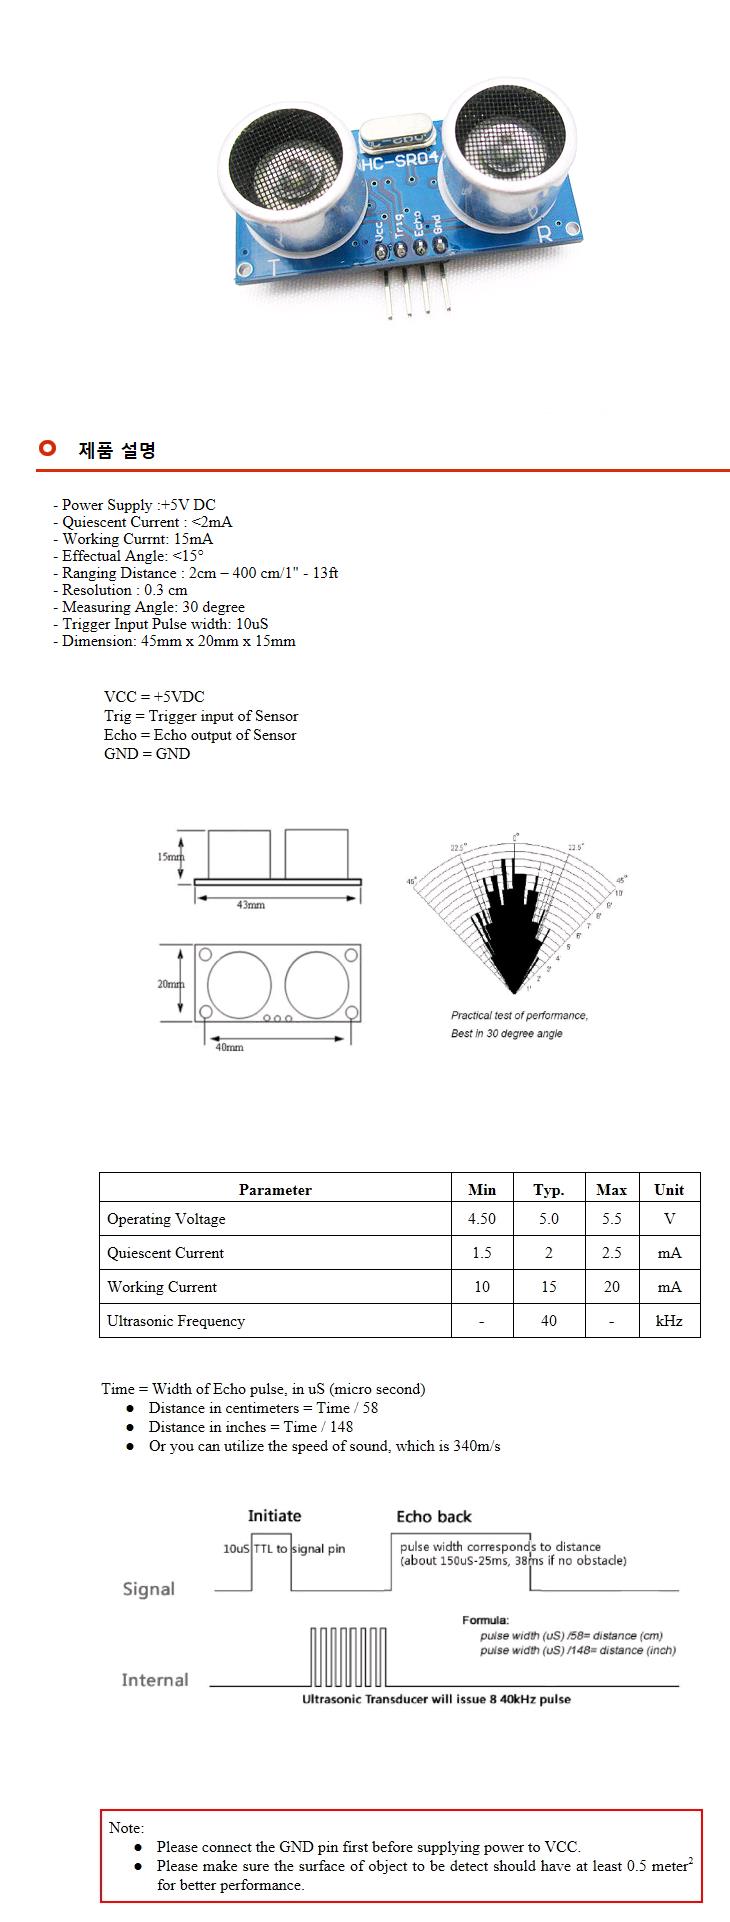 HC-SR04
Vcc
Trig
Echo
Gnd
T
R
제품 설명
- Power Supply :+5V DC
- Quiescent Current : <2mA
- Working Currnt: 15mA
- Effectual Angle: <15°
- Ranging Distance : 2cm – 400 cm/1" - 13ft
- Resolution : 0.3 cm
- Measuring Angle: 30 degree
- Trigger Input Pulse width: 10uS
- Dimension: 45mm x 20mm x 15mm
VCC = +5VDC
Trig = Trigger input of Sensor
Echo = Echo output of Sensor
GND = GND
15mm
43mm
20mm
40mm
0°
22.5° 22.5°
45° 45°
10'
9'
8'
7'
6'
5
4'
3'
2'
1'
Practical test of performance,
Best in 30 degree angle
Parameter Min Typ. Max Unit
Operating Voltage 4.50 5.0 5.5 V
Quiescent Current 1.5 2 2.5 mA
Working Current 10 15 20 mA
Ultrasonic Frequency - 40 - kHz
Time = Width of Echo pulse, in uS (micro second)
● Distance in centimeters = Time / 58
● Distance in inches = Time / 148
● Or you can utilize the speed of sound, which is 340m/s
Initiate Echo back
10uS TTL to signal pin
pulse width corresponds to distance
(about 150uS-25ms, 38ms if no obstacle)
Signal
Formula:
pulse width (uS) /58= distance (cm)
pulse width (uS) /148= distance (inch)
Internal
Ultrasonic Transducer will issue 8 40kHz pulse
Note:
● Please connect the GND pin first before supplying power to VCC.
● Please make sure the surface of object to be detect should have at least 0.5 meter²
for better performance.